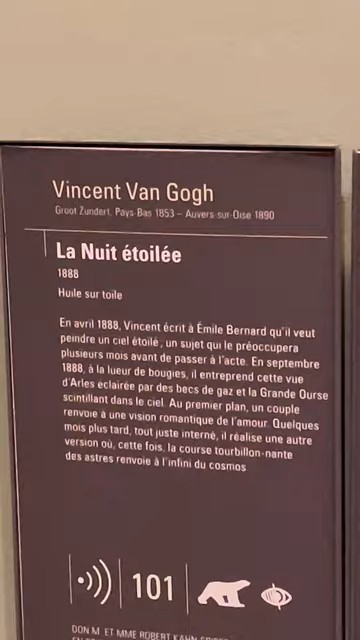 Vincent Van Gogh
Groot Zundert, Pays-Bas 1853 – Auvers-sur-Oise 1890
La Nuit étoilée
1888
Huile sur toile
En avril 1888, Vincent écrit à Émile Bernard qu'il veut
peindre un ciel étoilé, un sujet qui le préoccupera
plusieurs mois avant de passer à l'acte. En septembre
1888, à la lueur de bougies, il entreprend cette vue
d'Arles éclairée par des becs de gaz et la Grande Ourse
scintillant dans le ciel. Au premier plan, un couple
renvoie à une vision romantique de l'amour. Quelques
mois plus tard, tout juste interné, il réalise une autre
version où, cette fois, la course tourbillon-nante
des astres renvoie à l'infini du cosmos
101
DON M. ET MME ROBERT KAHN